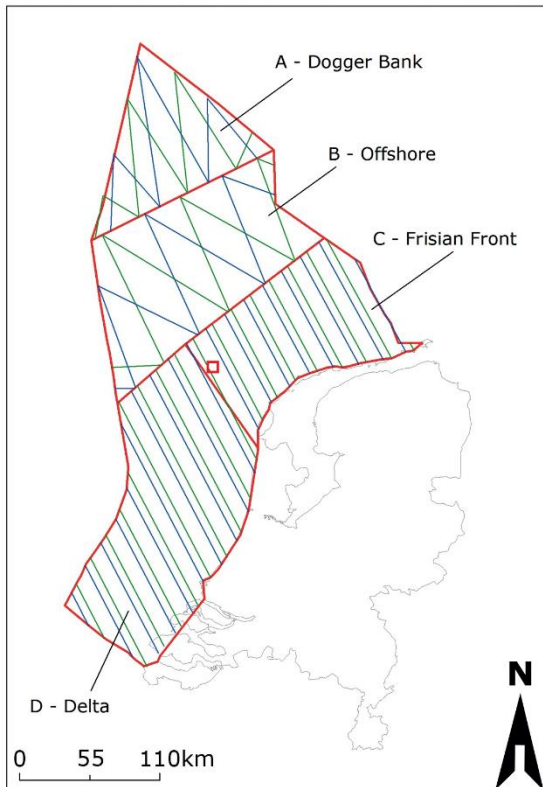 A - Dogger Bank
B - Offshore
C - Frisian Front
D - Delta
N
0 55 110km